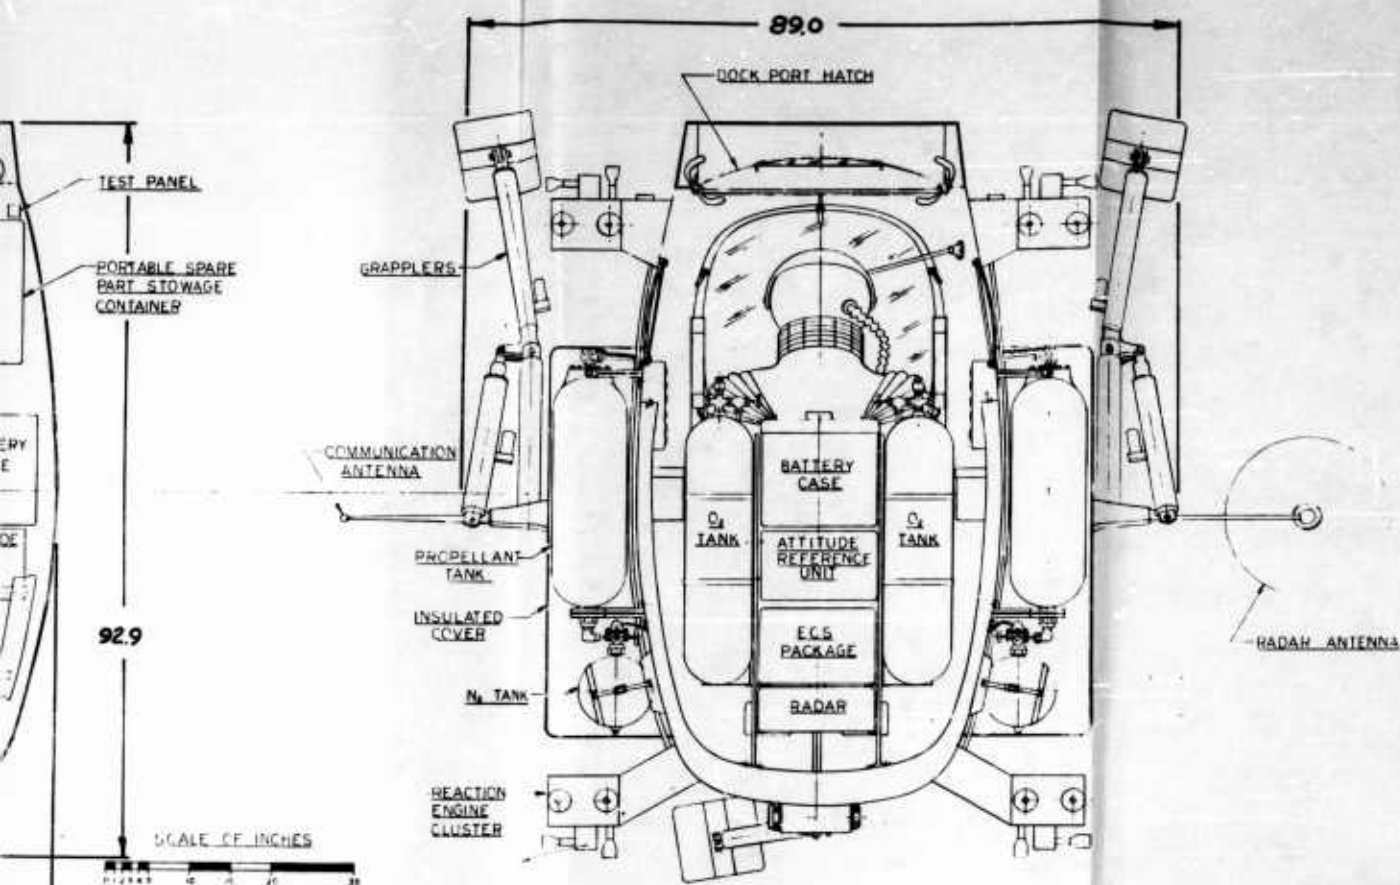 89.0
DOCK PORT HATCH
TEST PANEL
PORTABLE SPARE
PART STOWAGE
CONTAINER
GRAPPLERS
COMMUNICATION
ANTENNA
BATTERY
CASE
O₂
TANK
ATTITUDE
REFERENCE
UNIT
O₂
TANK
PROPELLANT
TANK
INSULATED
COVER
92.9
ECS
PACKAGE
RADAR ANTENNA
N₂ TANK
RADAR
REACTION
ENGINE
CLUSTER
SCALE OF INCHES